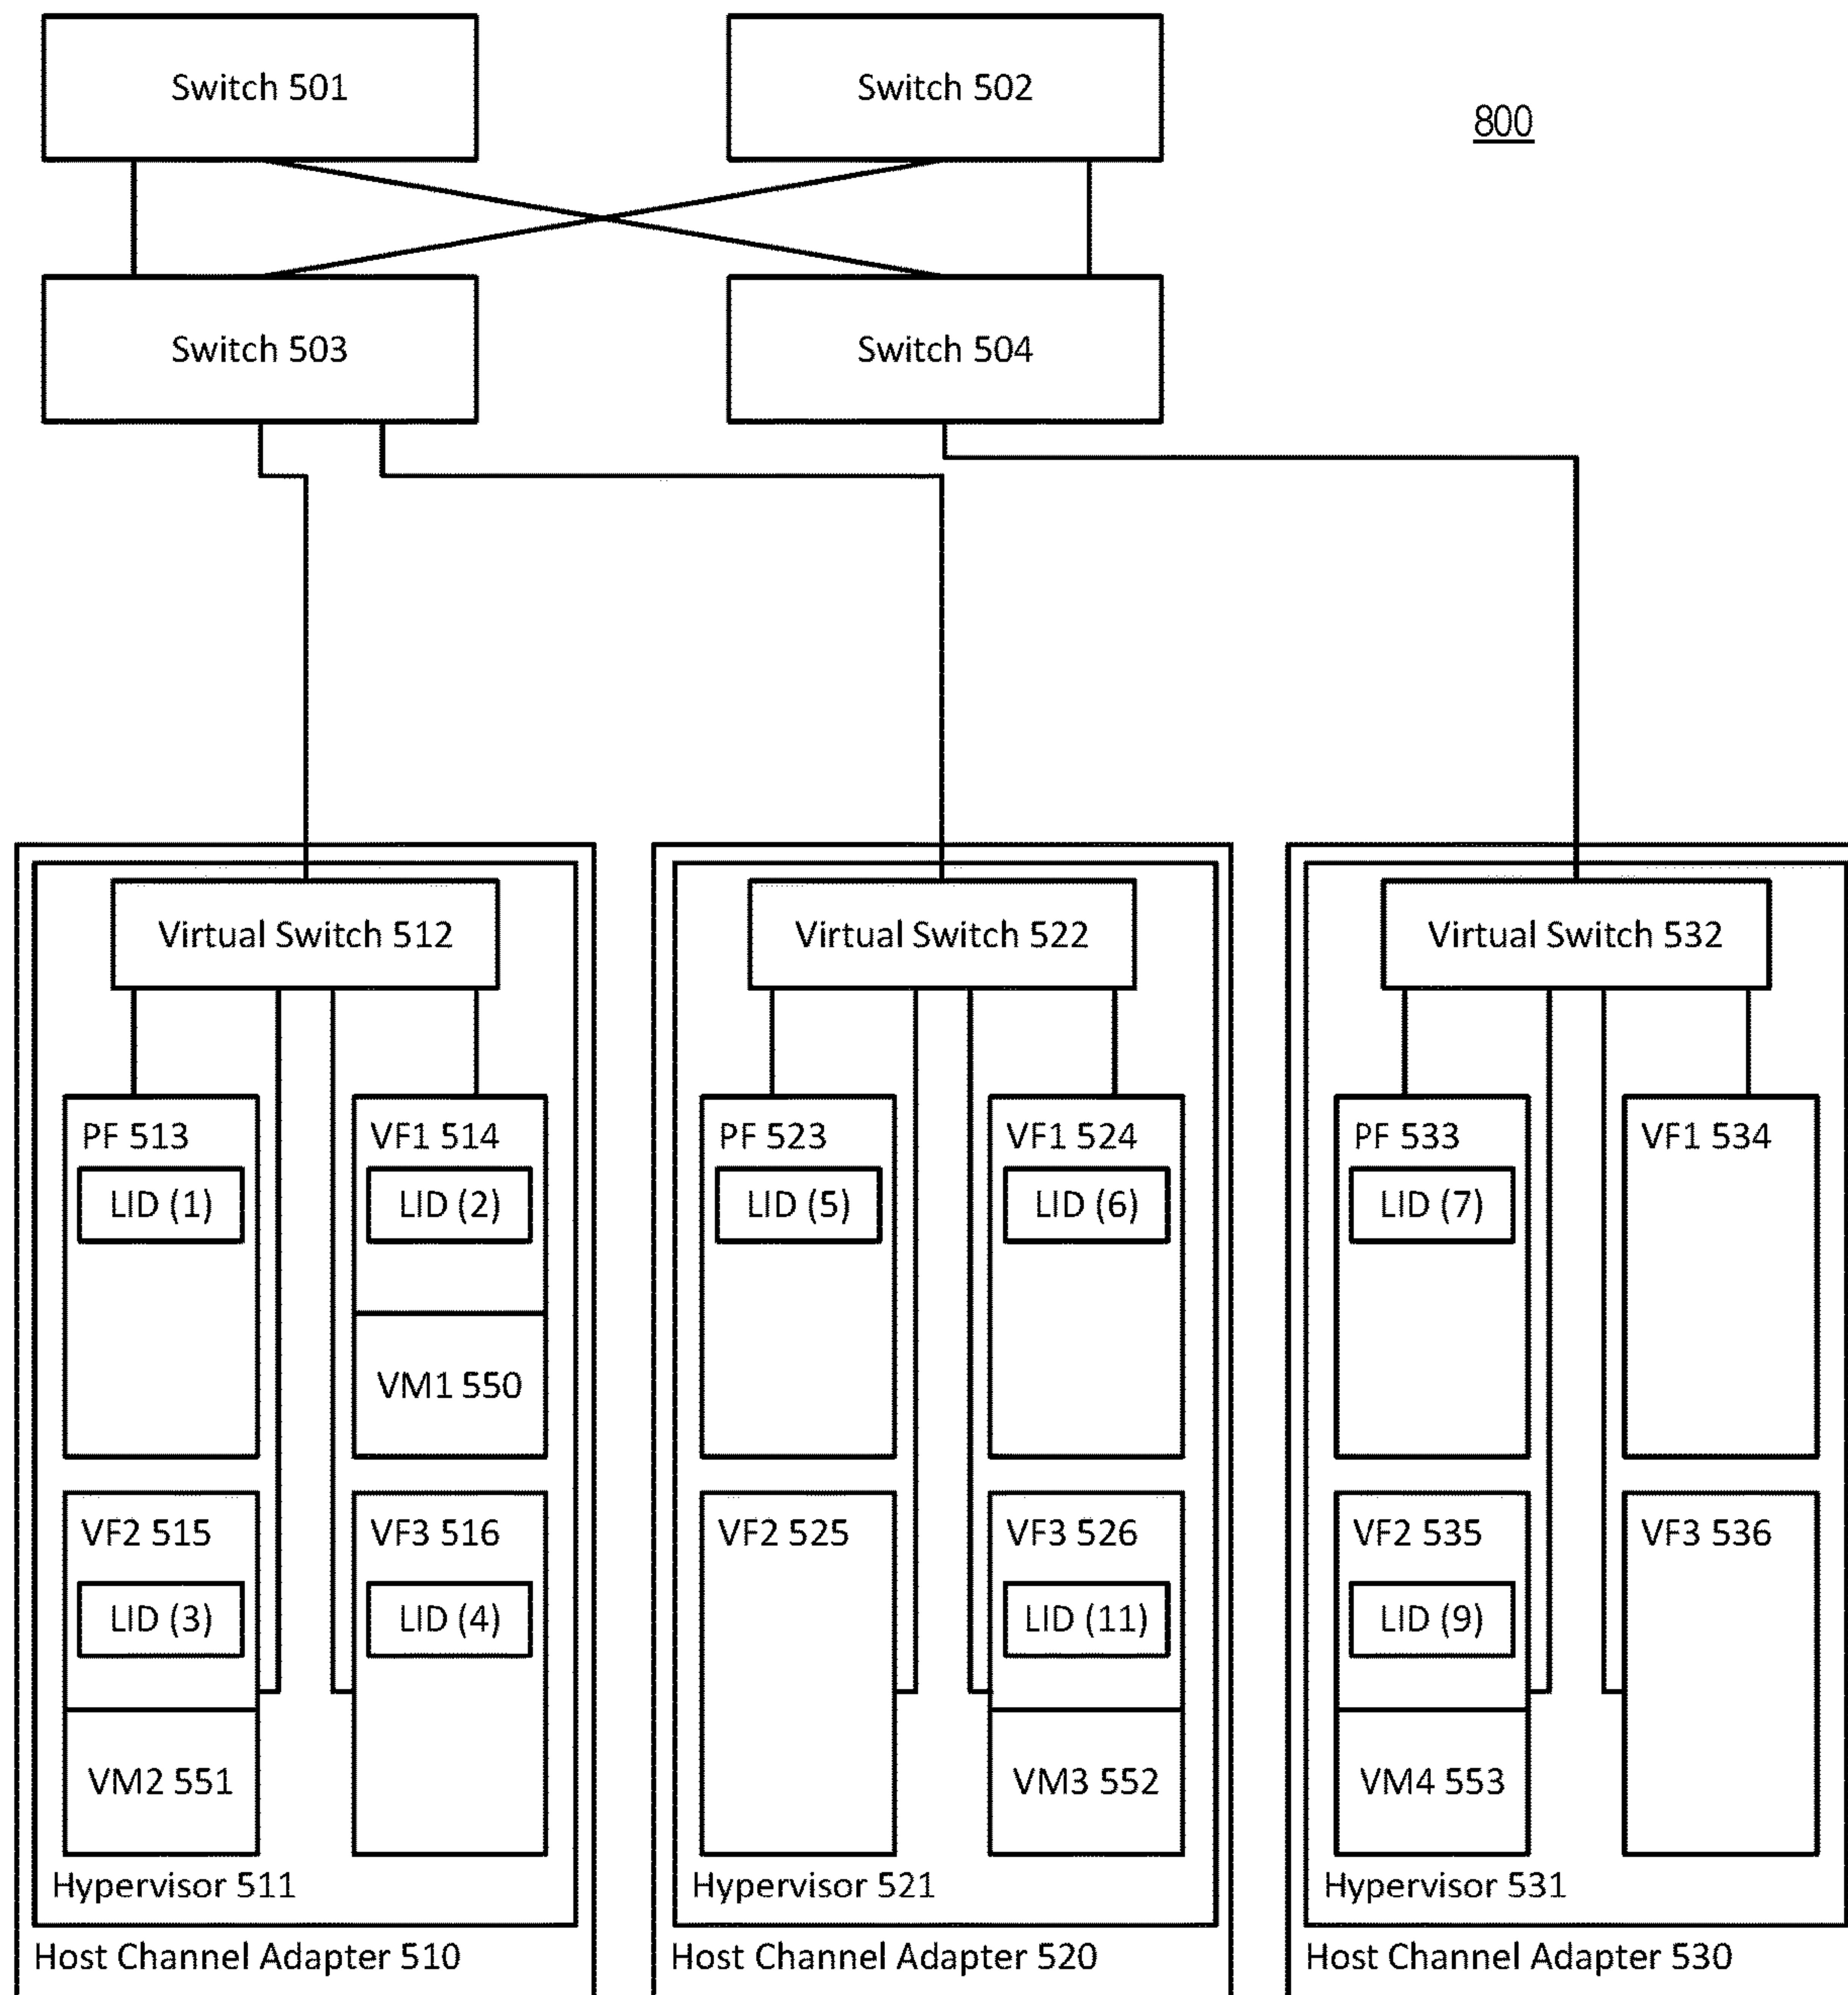 Switch 501
Switch 502
800
Switch 503
Switch 504
Virtual Switch 512
Virtual Switch 522
Virtual Switch 532
PF 513
LID (1)
VF1 514
LID (2)
VM1 550
PF 523
LID (5)
VF1 524
LID (6)
PF 533
LID (7)
VF1 534
VF2 515
LID (3)
VM2 551
VF3 516
LID (4)
VF2 525
VF3 526
LID (11)
VM3 552
VF2 535
LID (9)
VM4 553
VF3 536
Hypervisor 511
Hypervisor 521
Hypervisor 531
Host Channel Adapter 510
Host Channel Adapter 520
Host Channel Adapter 530